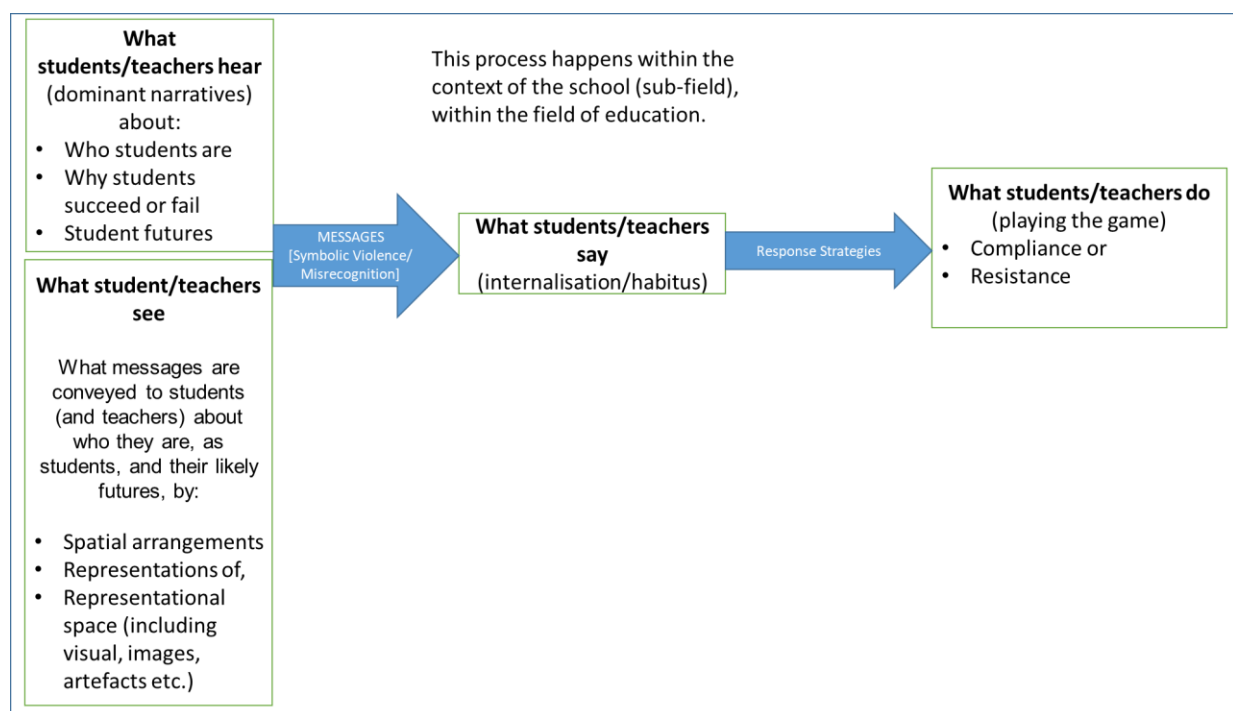 What
students/teachers hear
(dominant narratives)
about:
• Who students are
• Why students
succeed or fail
• Student futures
What student/teachers
see
What messages are
conveyed to students
(and teachers) about
who they are, as
students, and their likely
futures, by:
• Spatial arrangements
• Representations of,
• Representational
space (including
visual, images,
artefacts etc.)
This process happens within the
context of the school (sub-field),
within the field of education.
MESSAGES
[Symbolic Violence/
Misrecognition]
What students/teachers
say
(internalisation/habitus)
Response Strategies
What students/teachers do
(playing the game)
• Compliance or
• Resistance